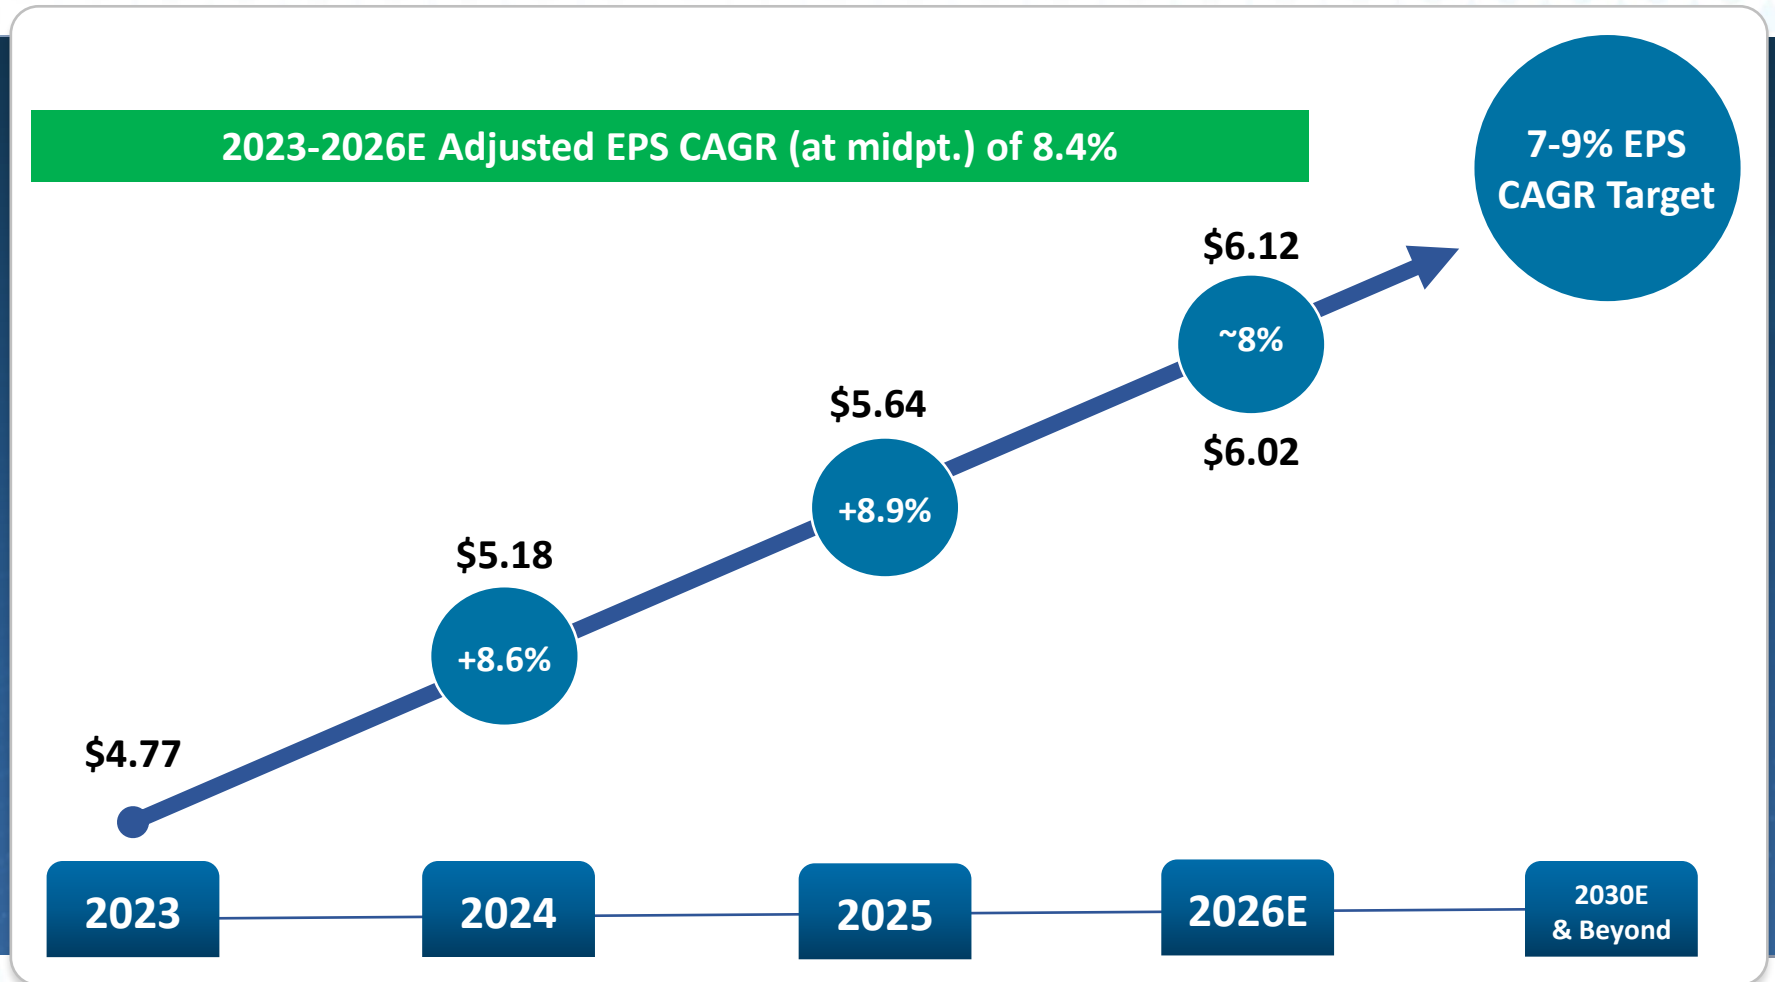 2023-2026E Adjusted EPS CAGR (at midpt.) of 8.4%
7-9% EPS
CAGR Target
$6.12
~8%
$6.02
$5.64
+8.9%
$5.18
+8.6%
$4.77
2023
2024
2025
2026E
2030E
& Beyond